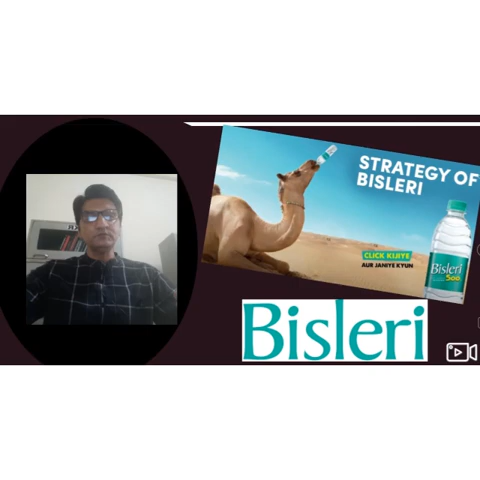 STRATEGY OF
BISLERI
CLICK KIJIYE
AUR JANIYE KYUN
Bisleri
500
Bisleri